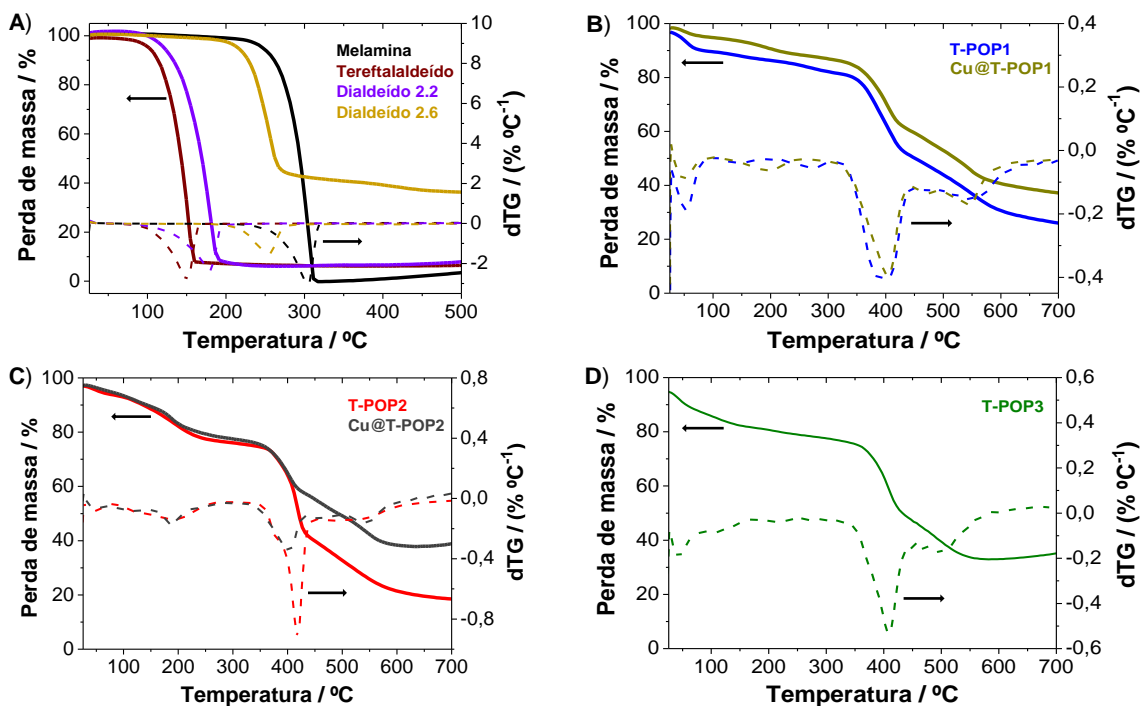 A)
Perda de massa / %
100
80
60
40
20
0
Melamina
Tereftalaldeído
Dialdeído 2.2
Dialdeído 2.6
10
8
6
4
2
0
-2
dTG / (% ºC⁻¹)
100 200 300 400 500
Temperatura / ºC
B)
Perda de massa / %
100
80
60
40
20
0
T-POP1
Cu@T-POP1
0,4
0,2
0,0
-0,2
-0,4
dTG / (% ºC⁻¹)
100 200 300 400 500 600 700
Temperatura / ºC
C)
Perda de massa / %
100
80
60
40
20
0
T-POP2
Cu@T-POP2
0,8
0,4
0,0
-0,4
-0,8
dTG / (% ºC⁻¹)
100 200 300 400 500 600 700
Temperatura / ºC
D)
Perda de massa / %
100
80
60
40
20
0
T-POP3
0,6
0,4
0,2
0,0
-0,2
-0,4
-0,6
dTG / (% ºC⁻¹)
100 200 300 400 500 600 700
Temperatura / ºC